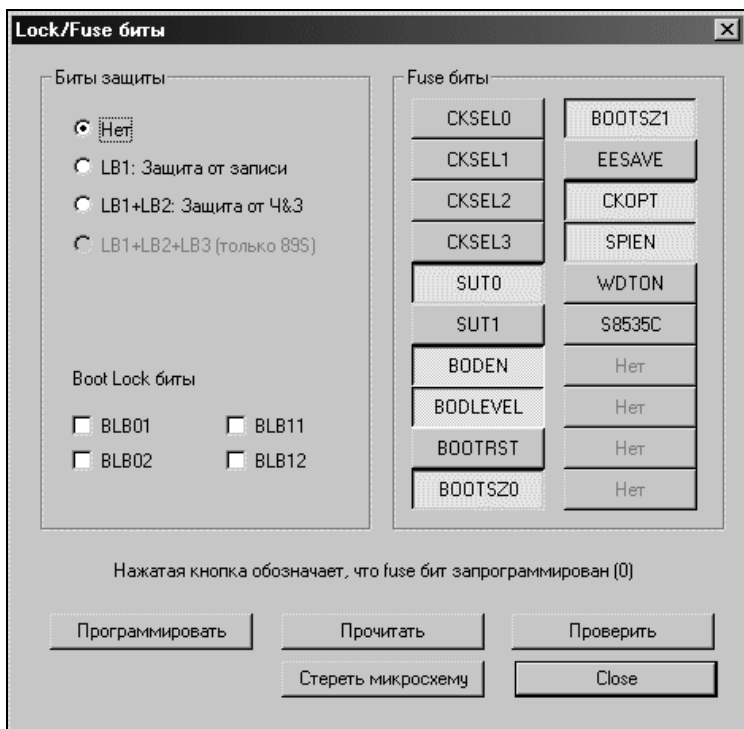 Lock/Fuse биты
Биты защиты
Нет
LB1: Защита от записи
LB1+LB2: Защита от Ч&З
LB1+LB2+LB3 (только 89S)
Boot Lock биты
BLB01 BLB11
BLB02 BLB12
Fuse биты
CKSEL0 BOOTSZ1
CKSEL1 EESAVE
CKSEL2 CKOPT
CKSEL3 SPIEN
SUT0 WDTON
SUT1 S8535C
BODEN Нет
BODLEVEL Нет
BOOTRST Нет
BOOTSZ0 Нет
Нажатая кнопка обозначает, что fuse бит запрограммирован (0)
Программировать Прочитать Проверить
Стереть микросхему Close